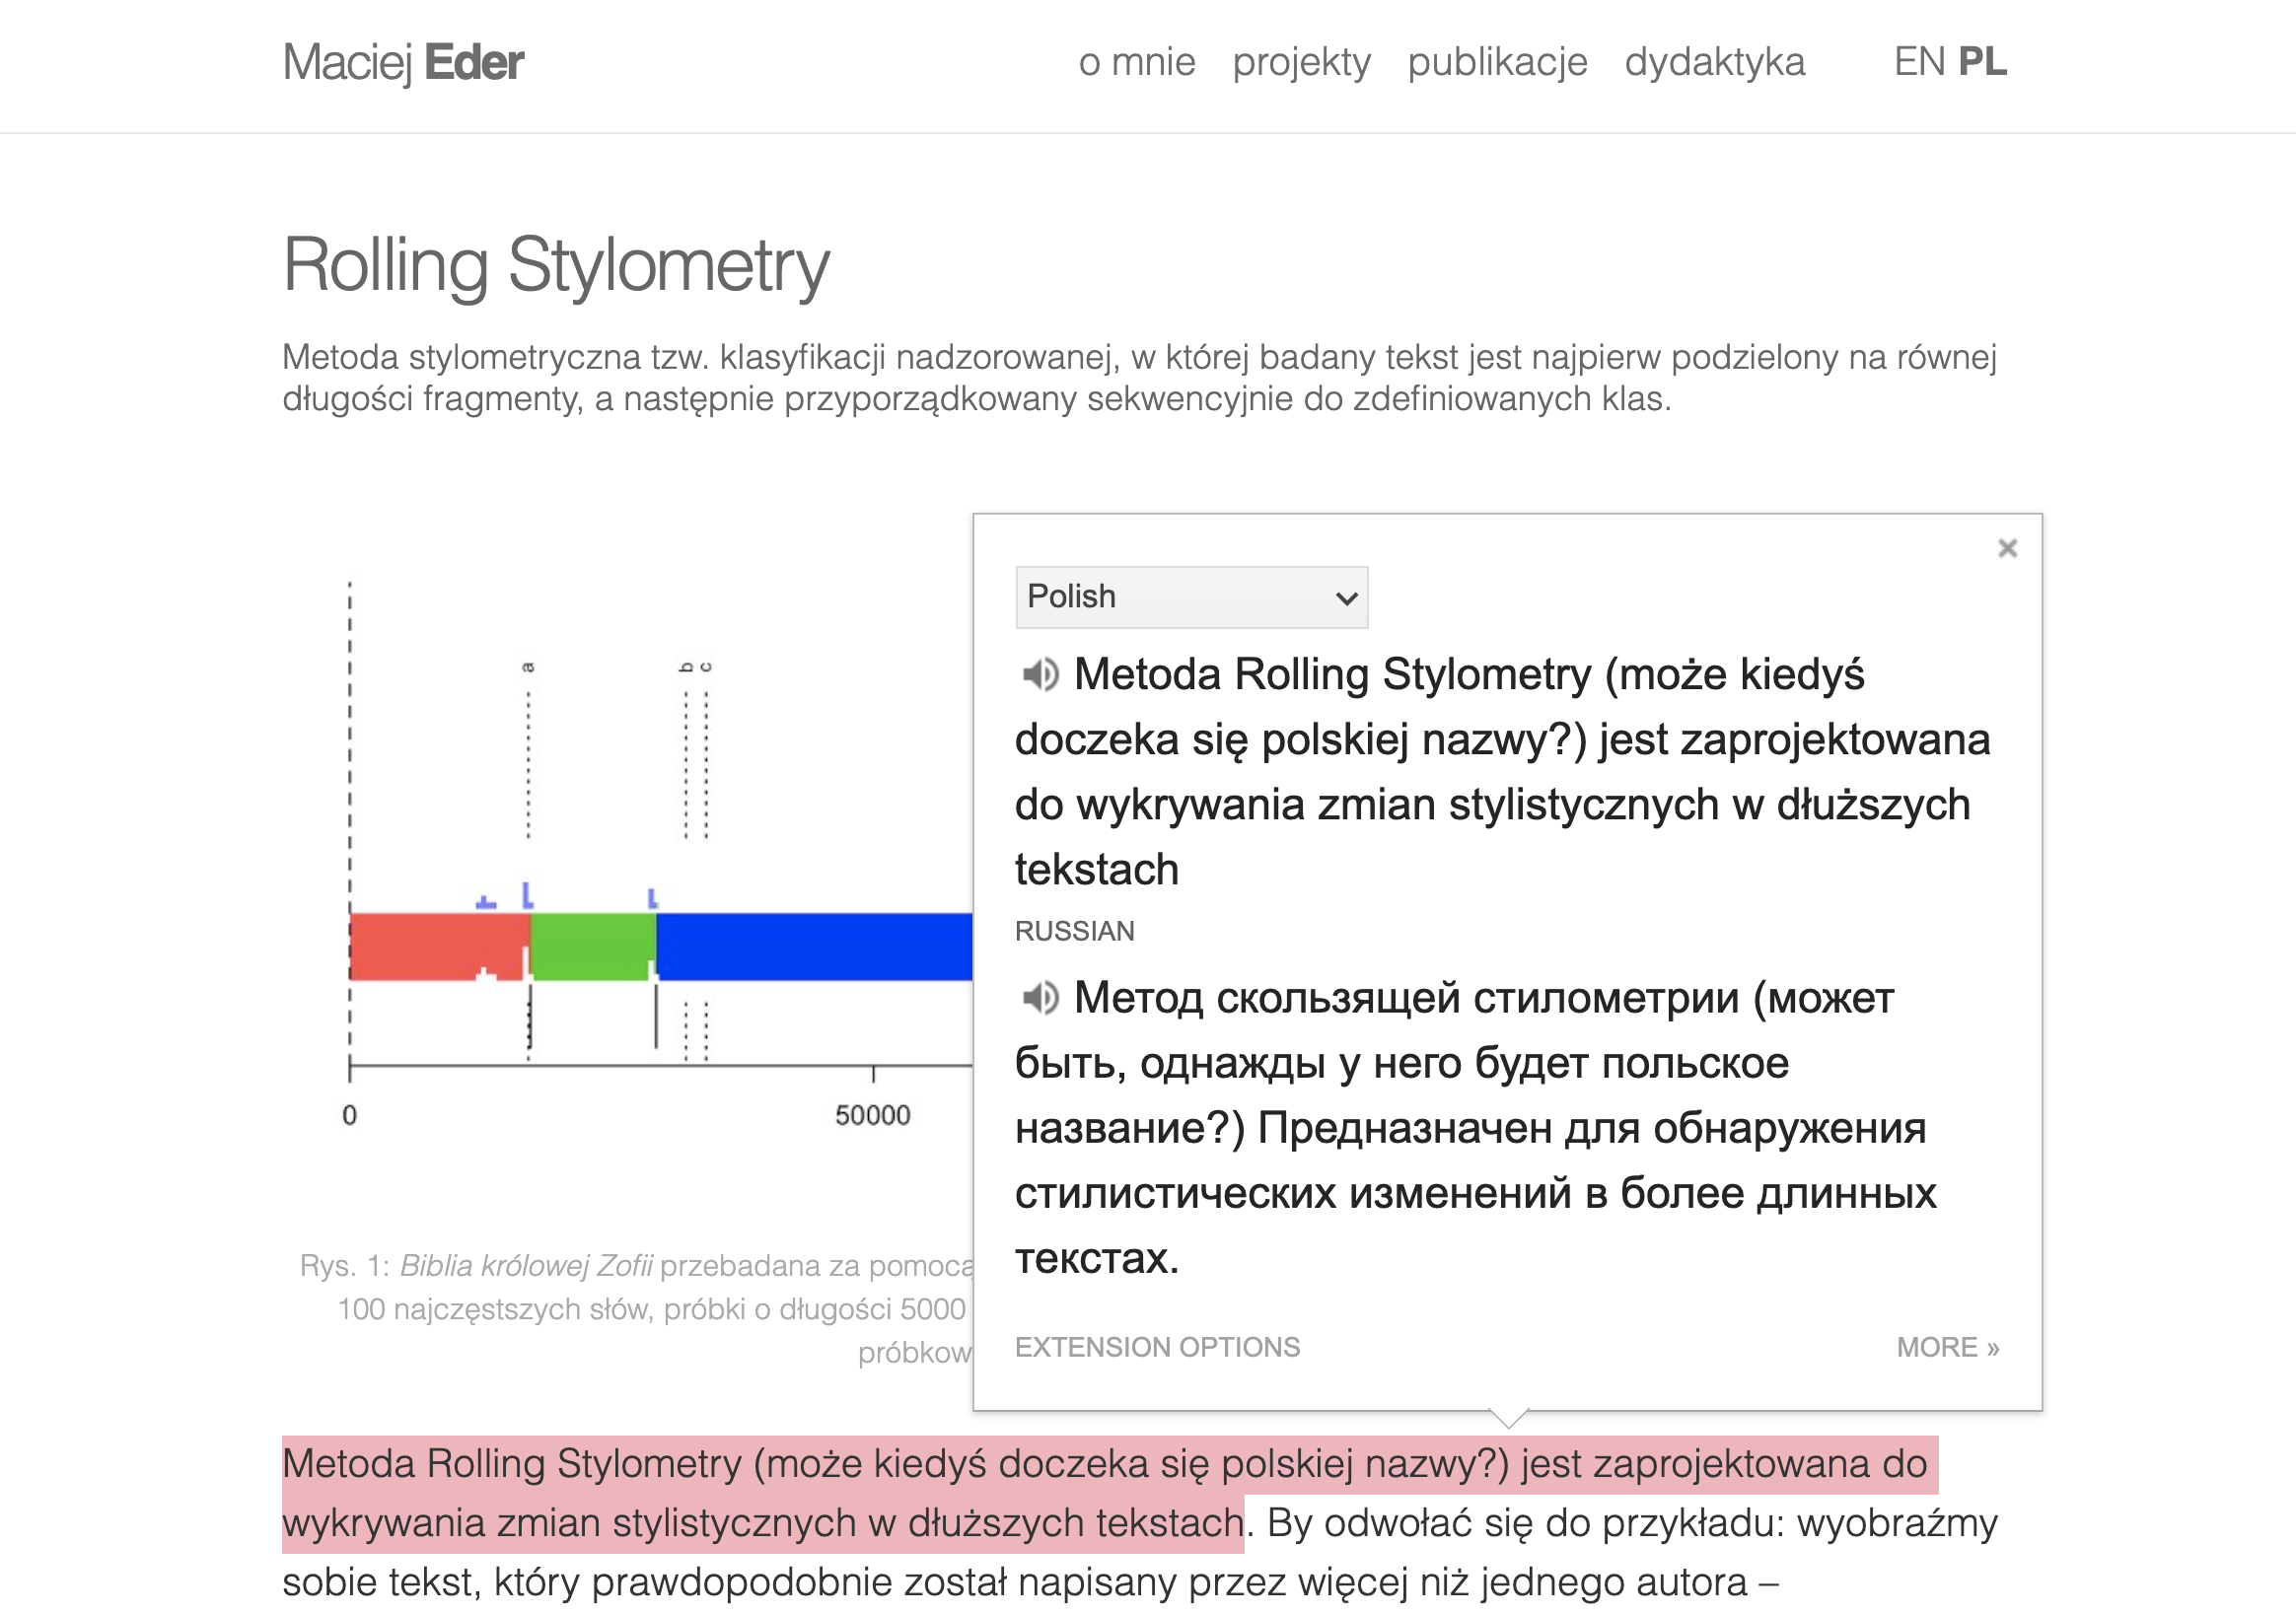 Maciej Eder
o mnie projekty publikacje dydaktyka EN PL
Rolling Stylometry
Metoda stylometryczna tzw. klasyfikacji nadzorowanej, w której badany tekst jest najpierw podzielony na równej
długości fragmenty, a następnie przyporządkowany sekwencyjnie do zdefiniowanych klas.
a
b
c
0
50000
Rys. 1: Biblia królowej Zofii przebadana za pomocą
100 najczęstszych słów, próbki o długości 5000
próbkow
×
Polish
Metoda Rolling Stylometry (może kiedyś
doczeka się polskiej nazwy?) jest zaprojektowana
do wykrywania zmian stylistycznych w dłuższych
tekstach
RUSSIAN
Метод скользящей стилометрии (может
быть, однажды у него будет польское
название?) Предназначен для обнаружения
стилистических изменений в более длинных
текстах.
EXTENSION OPTIONS
MORE »
Metoda Rolling Stylometry (może kiedyś doczeka się polskiej nazwy?) jest zaprojektowana do
wykrywania zmian stylistycznych w dłuższych tekstach. By odwołać się do przykładu: wyobraźmy
sobie tekst, który prawdopodobnie został napisany przez więcej niż jednego autora –